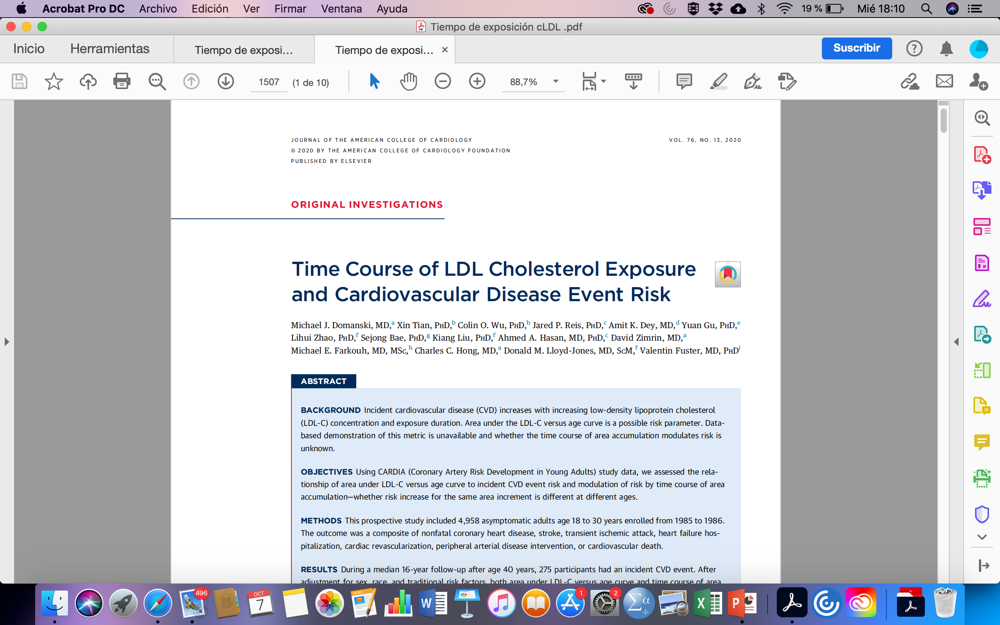 Acrobat Pro DC Archivo Edición Ver Firmar Ventana Ayuda 19 % Mié 18:10
Tiempo de exposición cLDL .pdf
Inicio Herramientas Tiempo de exposi... Tiempo de exposi... × Suscribir
1507 (1 de 10) 88,7%
JOURNAL OF THE AMERICAN COLLEGE OF CARDIOLOGY VOL. 76, NO. 13, 2020
© 2020 BY THE AMERICAN COLLEGE OF CARDIOLOGY FOUNDATION
PUBLISHED BY ELSEVIER
ORIGINAL INVESTIGATIONS
Time Course of LDL Cholesterol Exposure
and Cardiovascular Disease Event Risk
Michael J. Domanski, MD,a Xin Tian, PhD,b Colin O. Wu, PhD,b Jared P. Reis, PhD,c Amit K. Dey, MD,d Yuan Gu, PhD,e
Lihui Zhao, PhD,f Sejong Bae, PhD,g Kiang Liu, PhD,f Ahmed A. Hasan, MD, PhD,c David Zimrin, MD,a
Michael E. Farkouh, MD, MSc,h Charles C. Hong, MD,a Donald M. Lloyd-Jones, MD, ScM,f Valentin Fuster, MD, PhDi
ABSTRACT
BACKGROUND Incident cardiovascular disease (CVD) increases with increasing low-density lipoprotein cholesterol
(LDL-C) concentration and exposure duration. Area under the LDL-C versus age curve is a possible risk parameter. Data-
based demonstration of this metric is unavailable and whether the time course of area accumulation modulates risk is
unknown.
OBJECTIVES Using CARDIA (Coronary Artery Risk Development in Young Adults) study data, we assessed the rela-
tionship of area under LDL-C versus age curve to incident CVD event risk and modulation of risk by time course of area
accumulation—whether risk increase for the same area increment is different at different ages.
METHODS This prospective study included 4,958 asymptomatic adults age 18 to 30 years enrolled from 1985 to 1986.
The outcome was a composite of nonfatal coronary heart disease, stroke, transient ischemic attack, heart failure hos-
pitalization, cardiac revascularization, peripheral arterial disease intervention, or cardiovascular death.
RESULTS During a median 16-year follow-up after age 40 years, 275 participants had an incident CVD event. After
adjustment for sex, race, and traditional risk factors, both area under LDL-C versus age curve and time course of area
496 OCT 7 PAGES W 1 2 X P